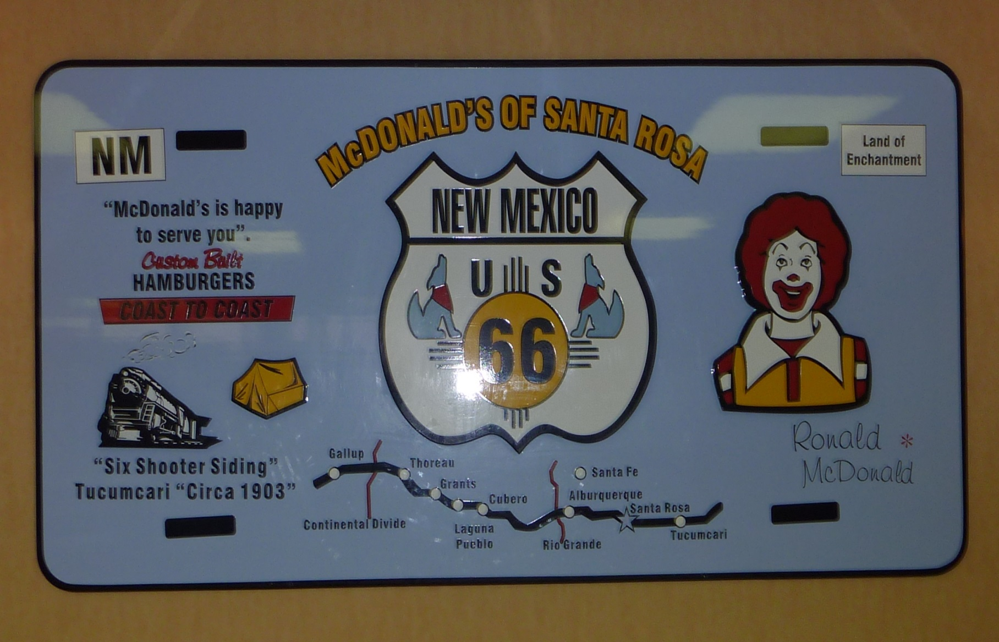 McDONALD'S OF SANTA ROSA
NM
Land of
Enchantment
"McDonald's is happy
to serve you".
Custom Built
HAMBURGERS
COAST TO COAST
NEW MEXICO
U S
66
Ronald *
McDonald
"Six Shooter Siding"
Tucumcari "Circa 1903"
Gallup
Thoreau
Grants
Cubero
Santa Fe
Alburquerque
Santa Rosa
Continental Divide
Laguna
Pueblo
Rio Grande
Tucumcari